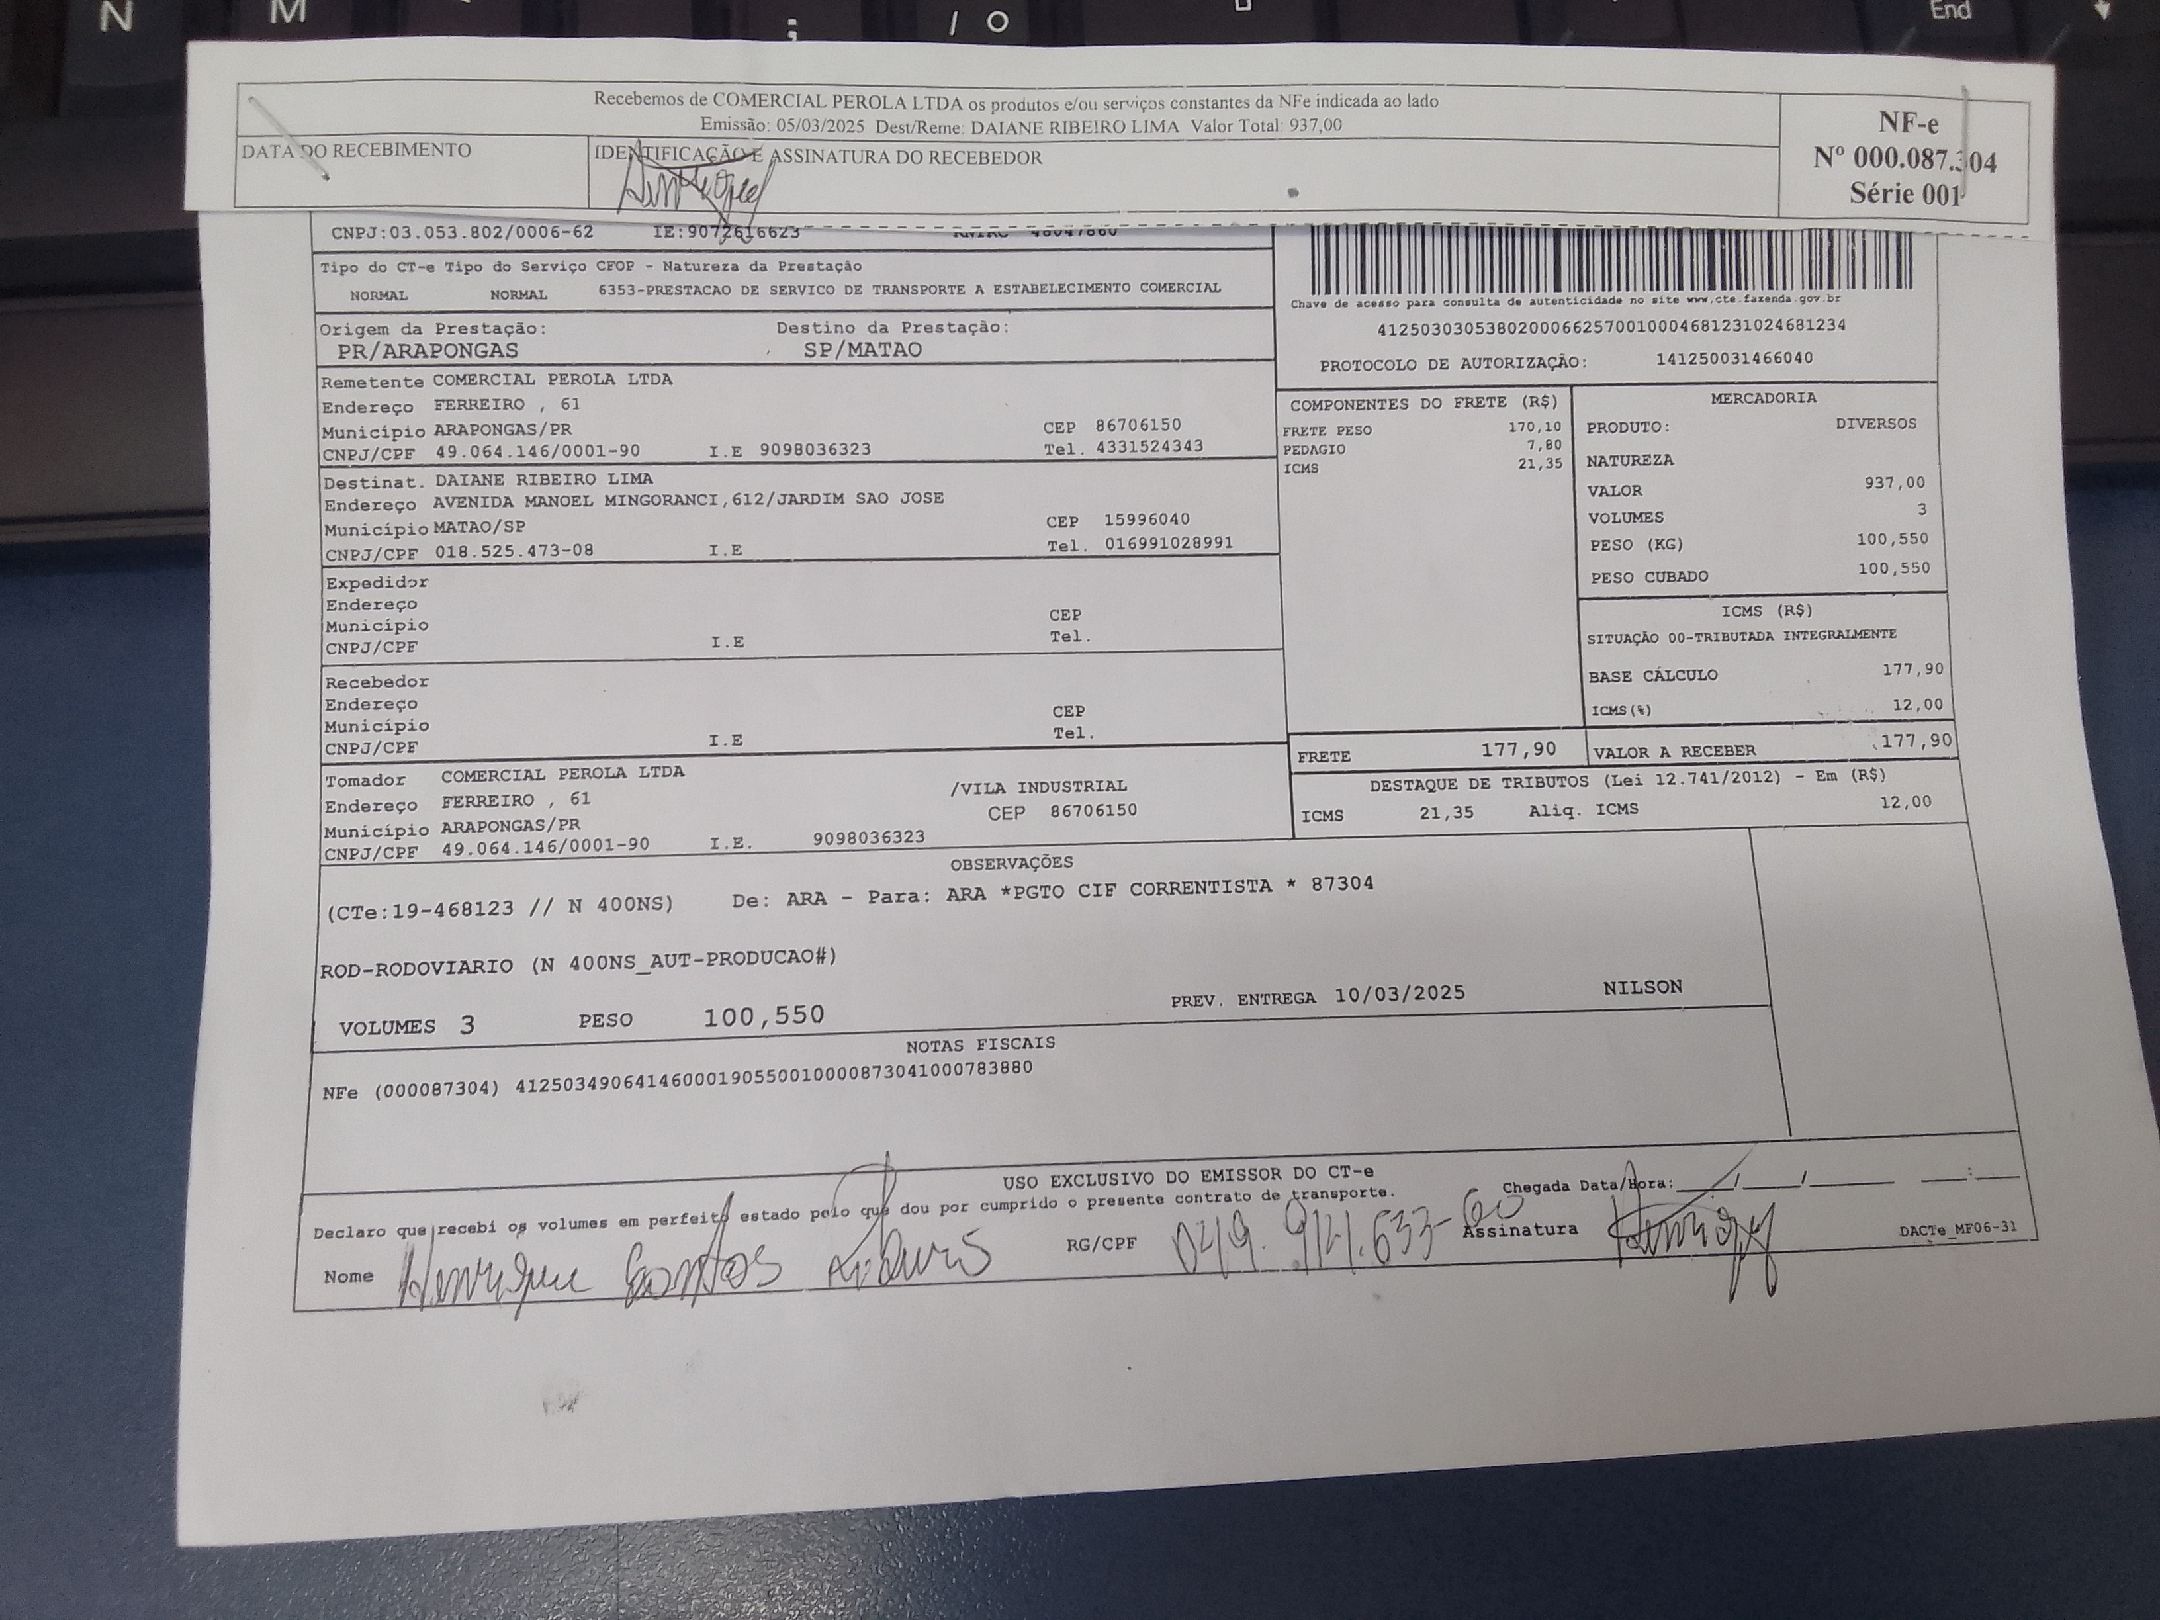 N M ; / O End
Recebemos de COMERCIAL PEROLA LTDA os produtos e/ou serviços constantes da NFe indicada ao lado
Emissão: 05/03/2025 Dest/Reme: DAIANE RIBEIRO LIMA Valor Total: 937,00
NF-e
Nº 000.087.304
Série 001
DATA DO RECEBIMENTO
IDENTIFICAÇÃO E ASSINATURA DO RECEBEDOR
CNPJ:03.053.802/0006-62 IE:9072616623
Tipo do CT-e Tipo do Serviço CFOP - Natureza da Prestação
NORMAL NORMAL 6353-PRESTACAO DE SERVICO DE TRANSPORTE A ESTABELECIMENTO COMERCIAL
Chave de acesso para consulta de autenticidade no site www.cte.fazenda.gov.br
41250303053802000662570010004681231024681234
PROTOCOLO DE AUTORIZAÇÃO: 141250031466040
Origem da Prestação: Destino da Prestação:
PR/ARAPONGAS SP/MATAO
Remetente COMERCIAL PEROLA LTDA
Endereço FERREIRO , 61
Município ARAPONGAS/PR CEP 86706150
CNPJ/CPF 49.064.146/0001-90 I.E 9098036323 Tel. 4331524343
Destinat. DAIANE RIBEIRO LIMA
Endereço AVENIDA MANOEL MINGORANCI,612/JARDIM SAO JOSE
Município MATAO/SP CEP 15996040
CNPJ/CPF 018.525.473-08 I.E Tel. 016991028991
Expedidor
Endereço
Município CEP
CNPJ/CPF I.E Tel.
Recebedor
Endereço
Município CEP
CNPJ/CPF I.E Tel.
Tomador COMERCIAL PEROLA LTDA
Endereço FERREIRO , 61 /VILA INDUSTRIAL
Município ARAPONGAS/PR CEP 86706150
CNPJ/CPF 49.064.146/0001-90 I.E. 9098036323
COMPONENTES DO FRETE (R$)
FRETE PESO 170,10
PEDAGIO 7,80
ICMS 21,35
MERCADORIA
PRODUTO: DIVERSOS
NATUREZA
VALOR 937,00
VOLUMES 3
PESO (KG) 100,550
PESO CUBADO 100,550
ICMS (R$)
SITUAÇÃO 00-TRIBUTADA INTEGRALMENTE
BASE CÁLCULO 177,90
ICMS(%) 12,00
FRETE 177,90 VALOR A RECEBER 177,90
DESTAQUE DE TRIBUTOS (Lei 12.741/2012) - Em (R$)
ICMS 21,35 Aliq. ICMS 12,00
OBSERVAÇÕES
(CTe:19-468123 // N 400NS) De: ARA - Para: ARA *PGTO CIF CORRENTISTA * 87304
ROD-RODOVIARIO (N 400NS_AUT-PRODUCAO#)
VOLUMES 3 PESO 100,550 PREV. ENTREGA 10/03/2025 NILSON
NOTAS FISCAIS
NFe (000087304) 41250349064146000190550010000873041000783880
USO EXCLUSIVO DO EMISSOR DO CT-e
Declaro que recebi os volumes em perfeito estado pelo que dou por cumprido o presente contrato de transporte.
Chegada Data/Hora: / / :
Nome Henrique Santos RG/CPF Assinatura
DACTe_MF06-31